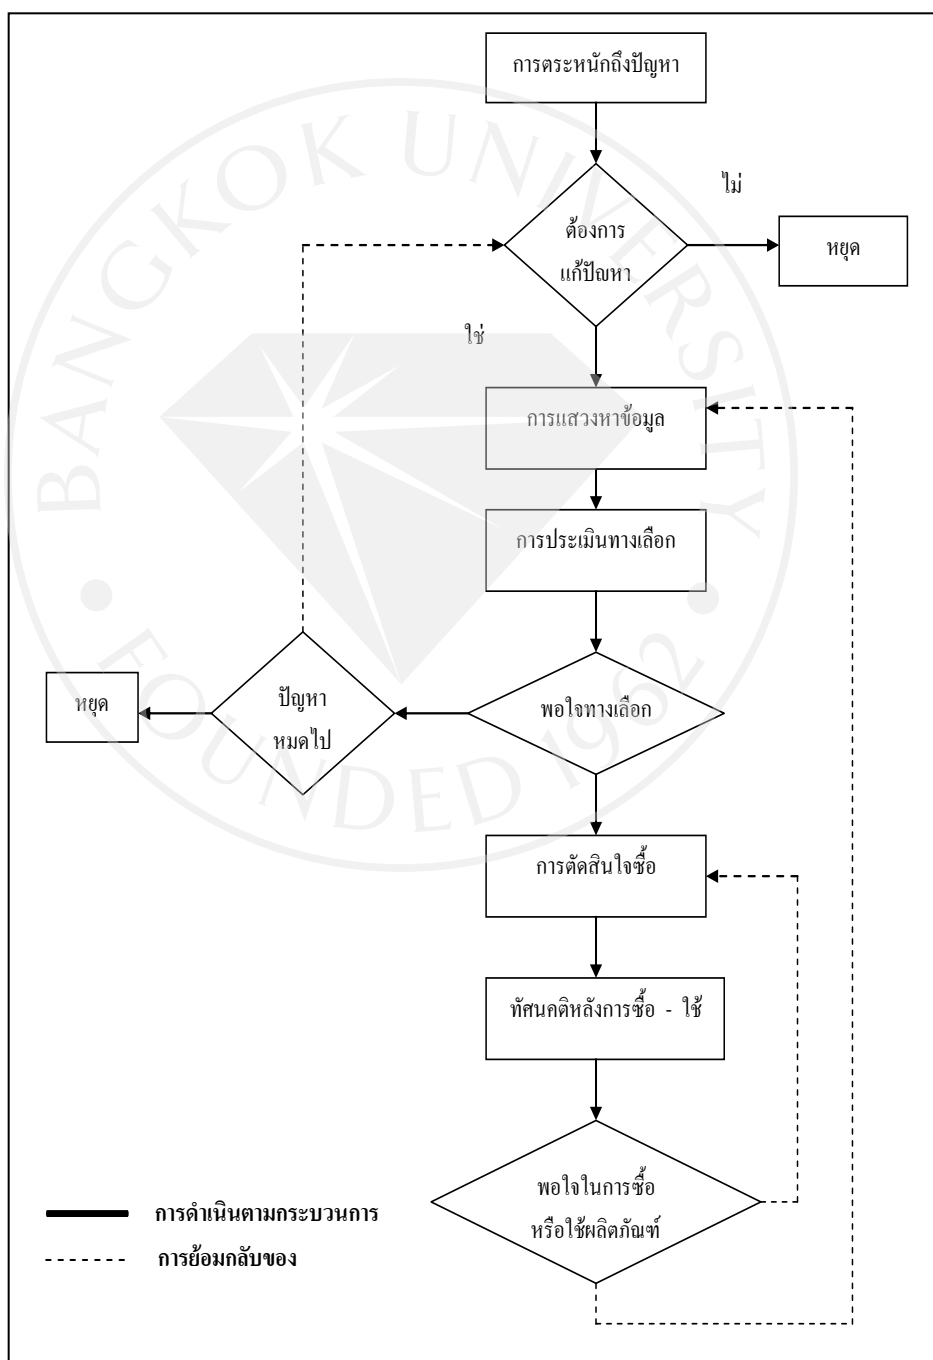 การตระหนักถึงปัญหา
ไม่
ต้องการ
แก้ปัญหา
หยุด
ใช่
การแสวงหาข้อมูล
การประเมินทางเลือก
หยุด
ปัญหา
หมดไป
พอใจทางเลือก
การตัดสินใจซื้อ
ทัศนคติหลังการซื้อ - ใช้
พอใจในการซื้อ
หรือใช้ผลิตภัณฑ์
การดำเนินตามกระบวนการ
การย้อมกลับของ
BANGKOK UNIVERSITY
FOUNDED 1962